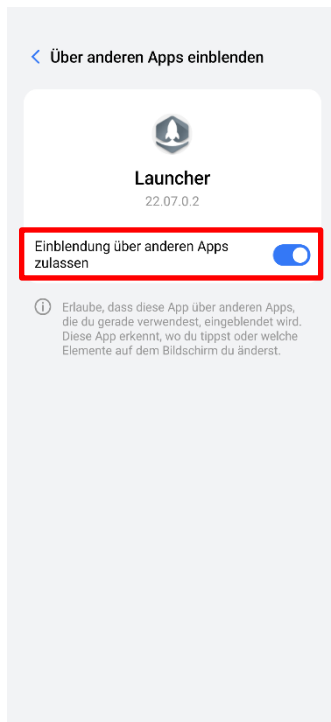 Über anderen Apps einblenden
Launcher
22.07.0.2
Einblendung über anderen Apps
zulassen
Erlaube, dass diese App über anderen Apps,
die du gerade verwendest, eingeblendet wird.
Diese App erkennt, wo du tippst oder welche
Elemente auf dem Bildschirm du änderst.